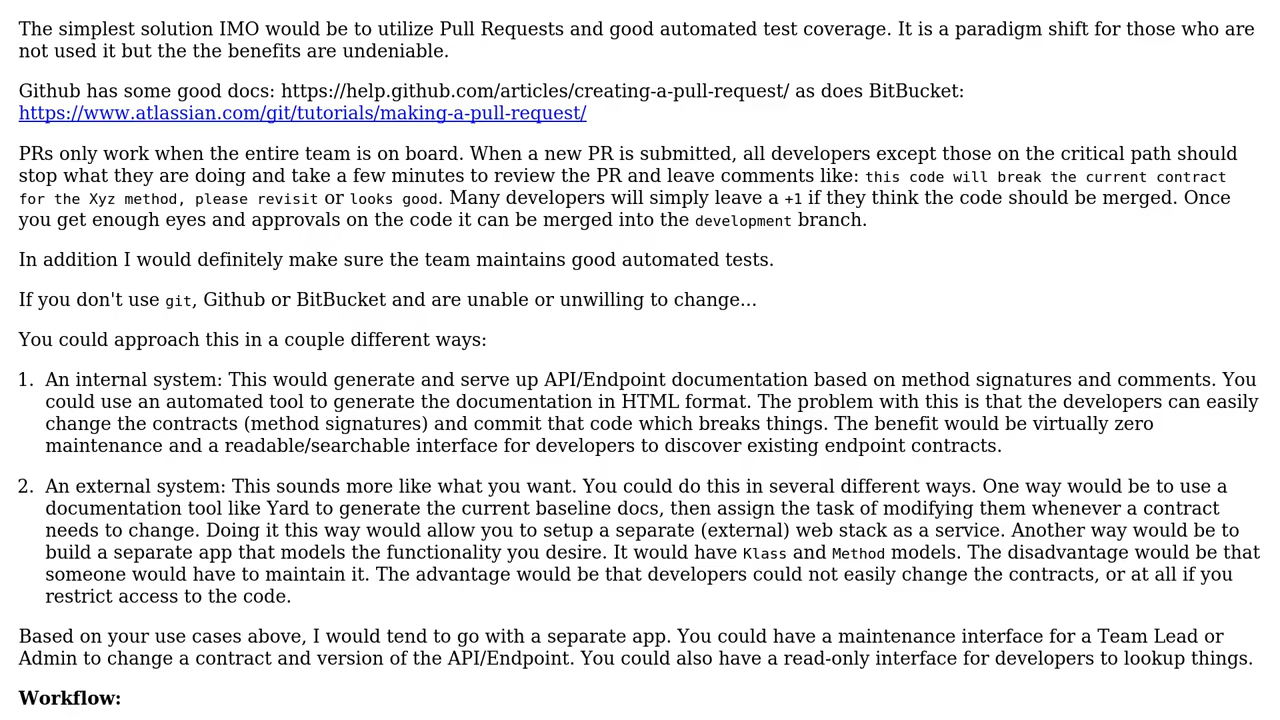 The simplest solution IMO would be to utilize Pull Requests and good automated test coverage. It is a paradigm shift for those who are
not used it but the the benefits are undeniable.
Github has some good docs: https://help.github.com/articles/creating-a-pull-request/ as does BitBucket:
https://www.atlassian.com/git/tutorials/making-a-pull-request/
PRs only work when the entire team is on board. When a new PR is submitted, all developers except those on the critical path should
stop what they are doing and take a few minutes to review the PR and leave comments like: this code will break the current contract
for the Xyz method, please revisit or looks good. Many developers will simply leave a +1 if they think the code should be merged. Once
you get enough eyes and approvals on the code it can be merged into the development branch.
In addition I would definitely make sure the team maintains good automated tests.
If you don't use git, Github or BitBucket and are unable or unwilling to change...
You could approach this in a couple different ways:
1. An internal system: This would generate and serve up API/Endpoint documentation based on method signatures and comments. You
could use an automated tool to generate the documentation in HTML format. The problem with this is that the developers can easily
change the contracts (method signatures) and commit that code which breaks things. The benefit would be virtually zero
maintenance and a readable/searchable interface for developers to discover existing endpoint contracts.
2. An external system: This sounds more like what you want. You could do this in several different ways. One way would be to use a
documentation tool like Yard to generate the current baseline docs, then assign the task of modifying them whenever a contract
needs to change. Doing it this way would allow you to setup a separate (external) web stack as a service. Another way would be to
build a separate app that models the functionality you desire. It would have Klass and Method models. The disadvantage would be that
someone would have to maintain it. The advantage would be that developers could not easily change the contracts, or at all if you
restrict access to the code.
Based on your use cases above, I would tend to go with a separate app. You could have a maintenance interface for a Team Lead or
Admin to change a contract and version of the API/Endpoint. You could also have a read-only interface for developers to lookup things.
Workflow: